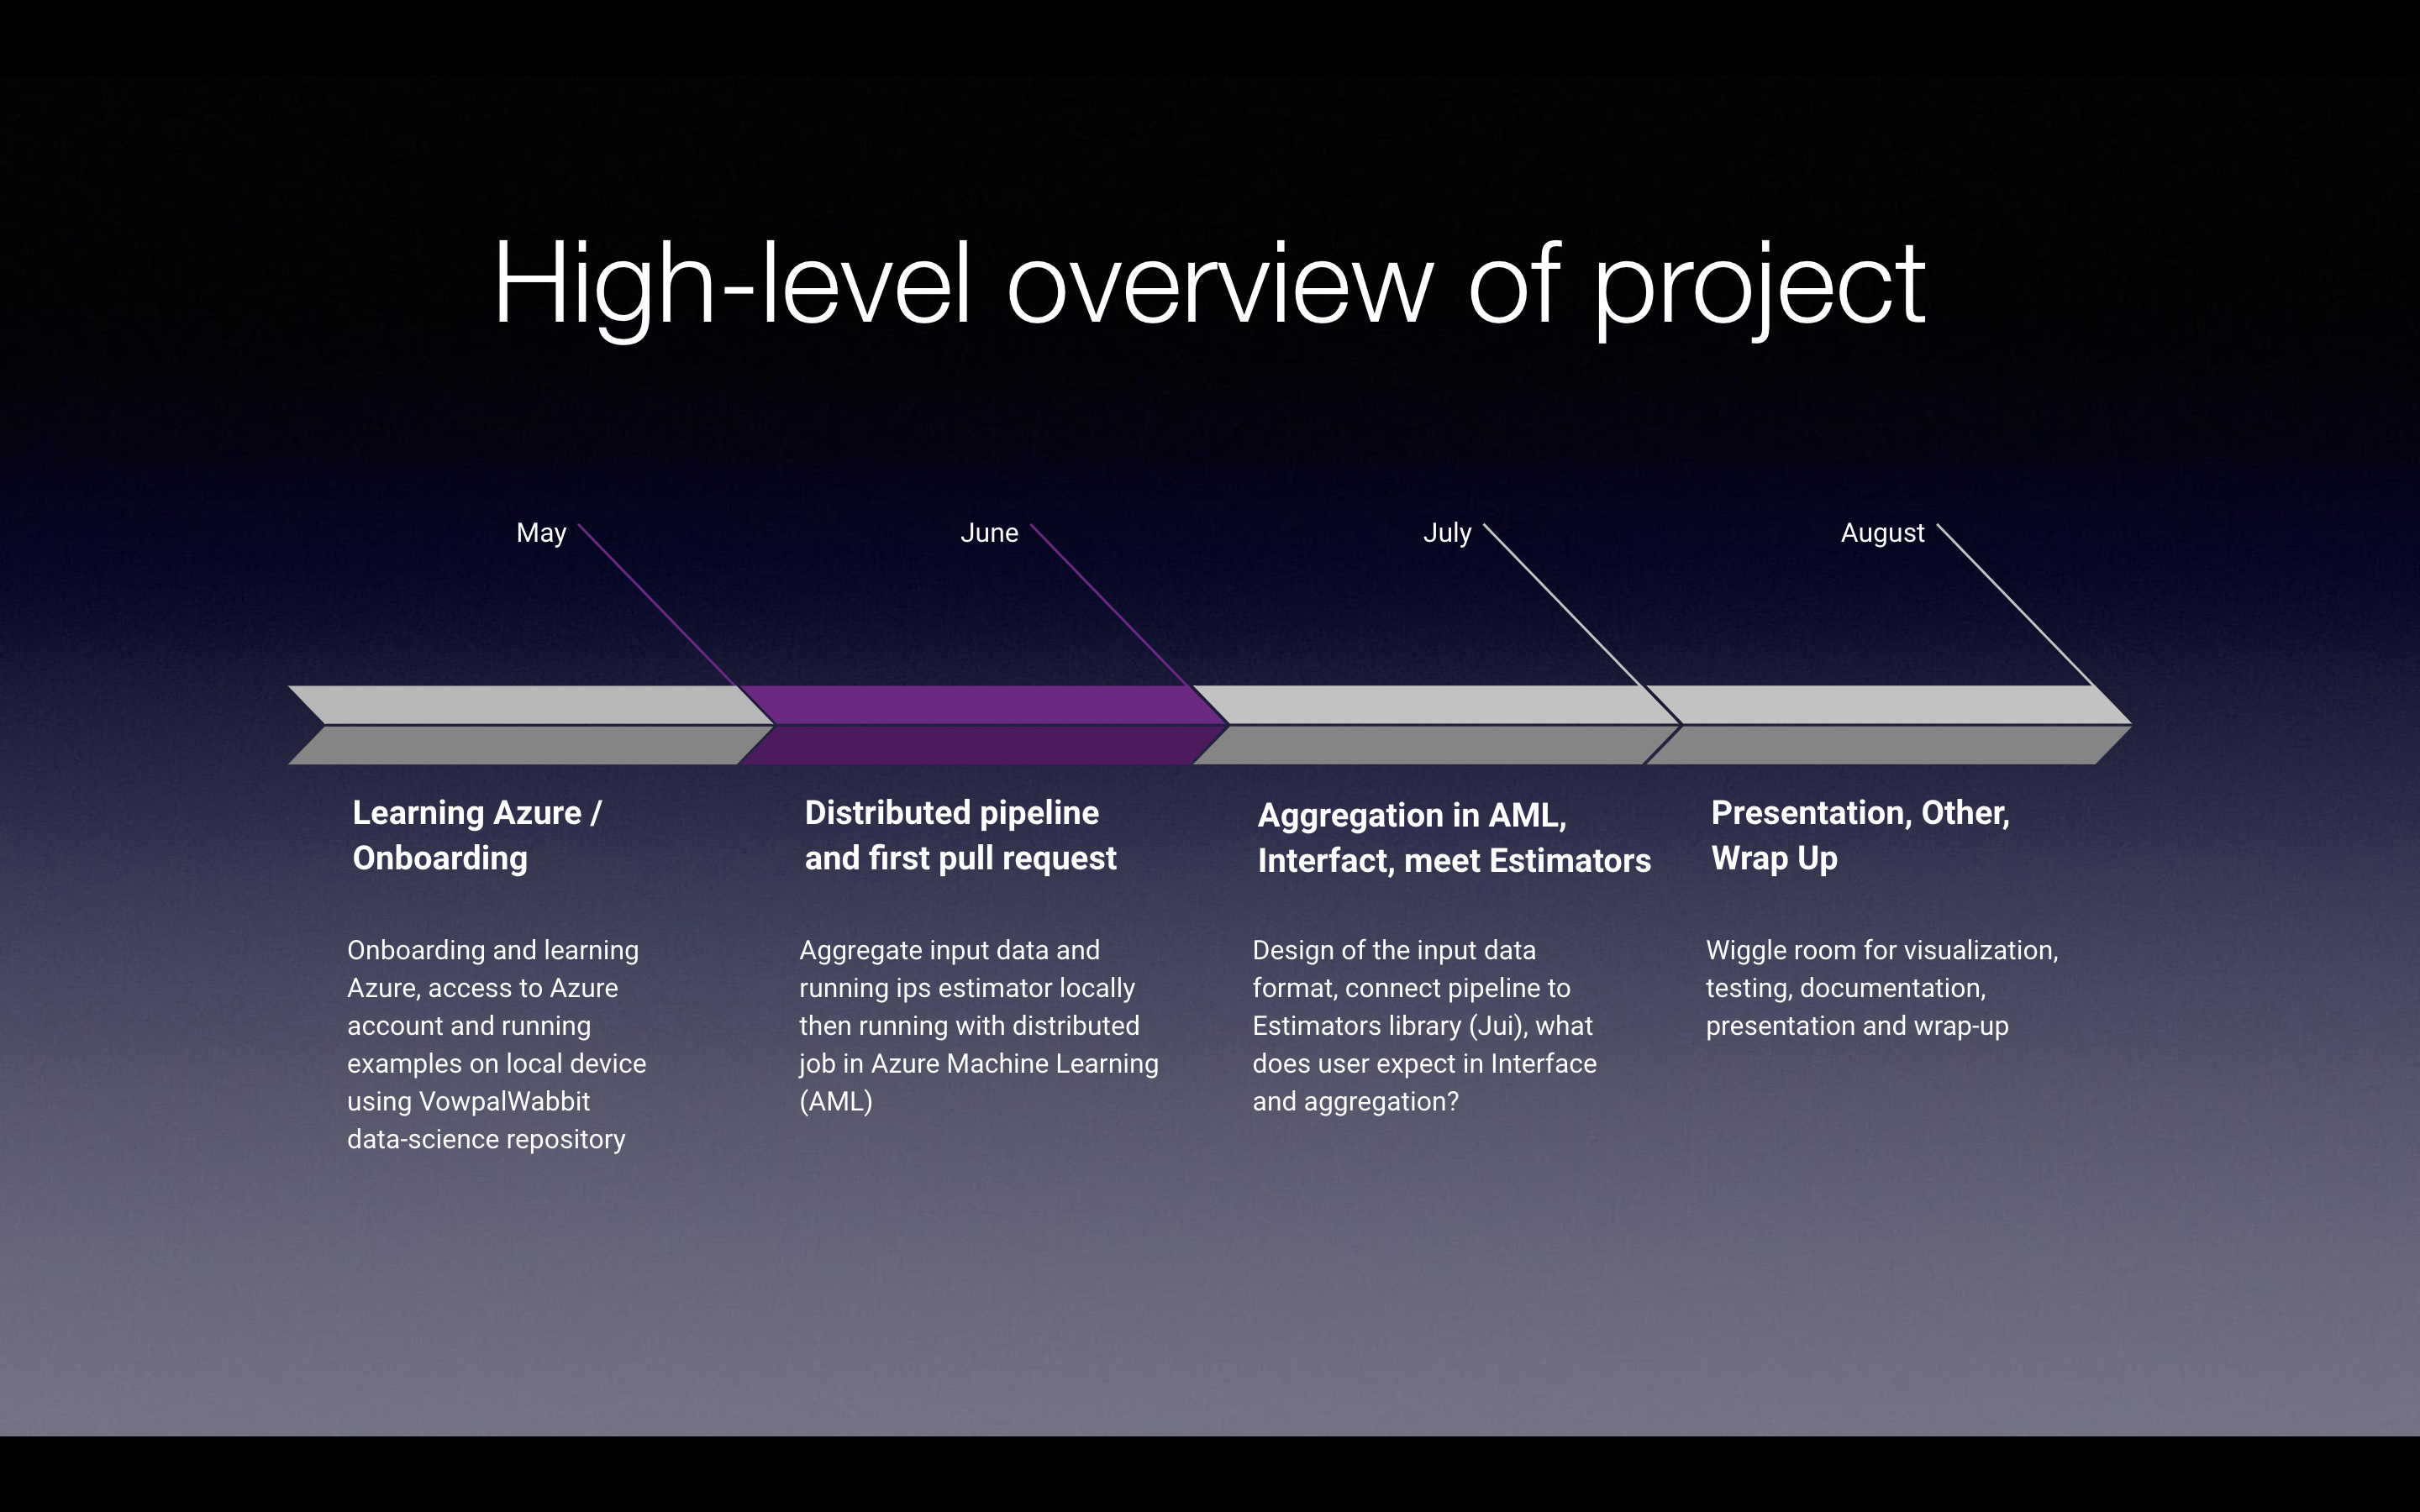 High-level overview of project
May
June
July
August
Learning Azure /
Onboarding
Onboarding and learning
Azure, access to Azure
account and running
examples on local device
using VowpalWabbit
data-science repository
Distributed pipeline
and first pull request
Aggregate input data and
running ips estimator locally
then running with distributed
job in Azure Machine Learning
(AML)
Aggregation in AML,
Interfact, meet Estimators
Design of the input data
format, connect pipeline to
Estimators library (Jui), what
does user expect in Interface
and aggregation?
Presentation, Other,
Wrap Up
Wiggle room for visualization,
testing, documentation,
presentation and wrap-up